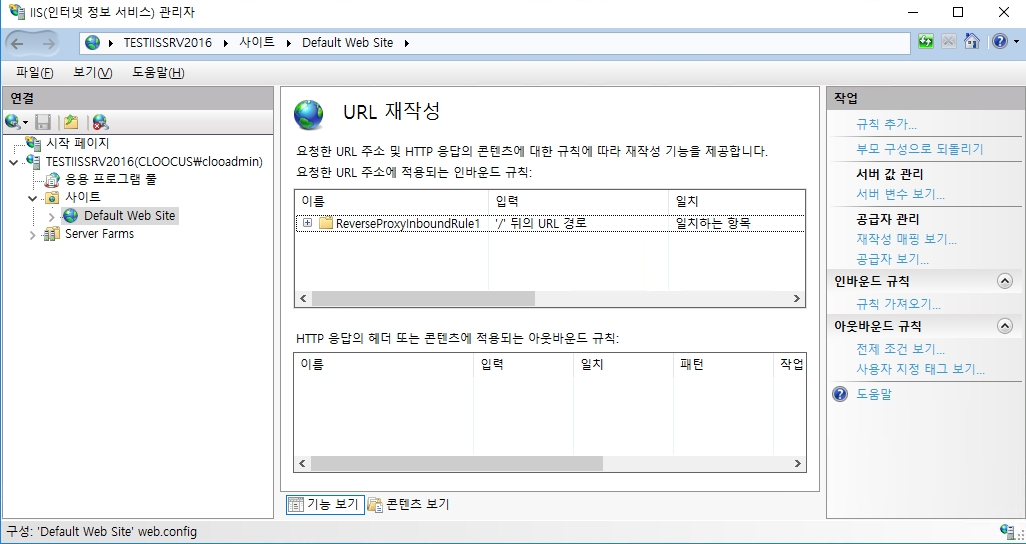 IIS(인터넷 정보 서비스) 관리자
TESTIISSRV2016 사이트 Default Web Site
파일(F) 보기(V) 도움말(H)
연결
시작 페이지
TESTIISSRV2016(CLOOCUS₩clooadmin)
응용 프로그램 풀
사이트
Default Web Site
Server Farms
URL 재작성
요청한 URL 주소 및 HTTP 응답의 콘텐츠에 대한 규칙에 따라 재작성 기능을 제공합니다.
요청한 URL 주소에 적용되는 인바운드 규칙:
이름 입력 일치
ReverseProxyInboundRule1 '/' 뒤의 URL 경로 일치하는 항목
HTTP 응답의 헤더 또는 콘텐츠에 적용되는 아웃바운드 규칙:
이름 입력 일치 패턴 작업
기능 보기 콘텐츠 보기
작업
규칙 추가...
부모 구성으로 되돌리기
서버 값 관리
서버 변수 보기...
공급자 관리
재작성 매핑 보기...
공급자 보기...
인바운드 규칙
규칙 가져오기...
아웃바운드 규칙
전제 조건 보기...
사용자 지정 태그 보기...
도움말
구성: 'Default Web Site' web.config